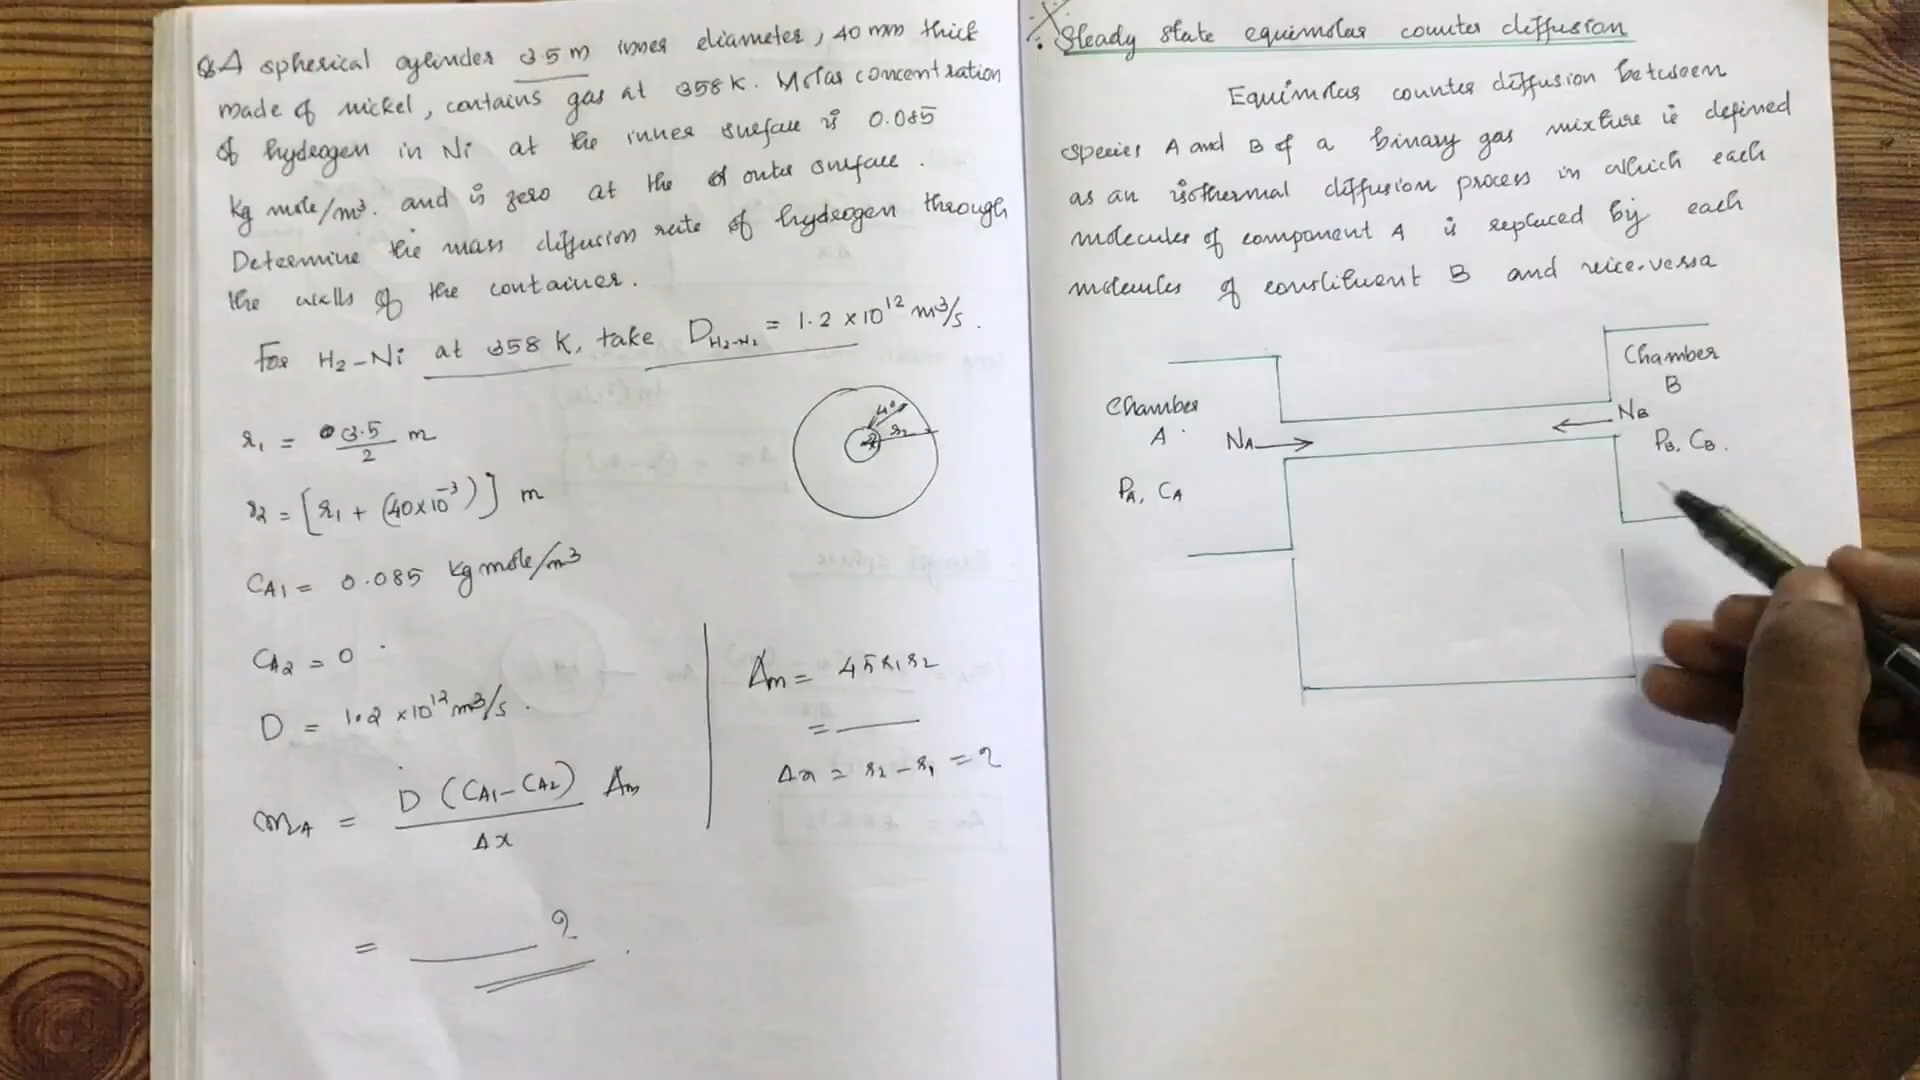 Q. A spherical cylinder 3.5 m inner diameter, 40 mm thick
made of nickel, contains gas at 358 K. Molar concentration
of hydrogen in Ni at the inner surface is 0.085
kg mole/m³. and is zero at the outer surface.
Determine the mass diffusion rate of hydrogen through
the walls of the container.
For H₂-Ni at 358 K, take D = 1.2 x 10¹² m³/s.
r₁ = 3.5/2 m
r₂ = [r₁ + (40x10⁻³)] m
CA₁ = 0.085 kg mole/m³
CA₂ = 0
D = 1.2 x10¹² m³/s.
mA = D (CA₁ - CA₂) / Δx Am
= ?
40
r₂
Am = 4πr₁r₂
=
Δx = r₂ - r₁ = ?
Steady state equimolar counter diffusion
Equimolar counter diffusion between
species A and B of a binary gas mixture is defined
as an isothermal diffusion process in which each
molecules of component A is replaced by each
molecules of constituent B and vice-versa
Chamber
A
NA
PA, CA
Chamber
B
NB
PB, CB.